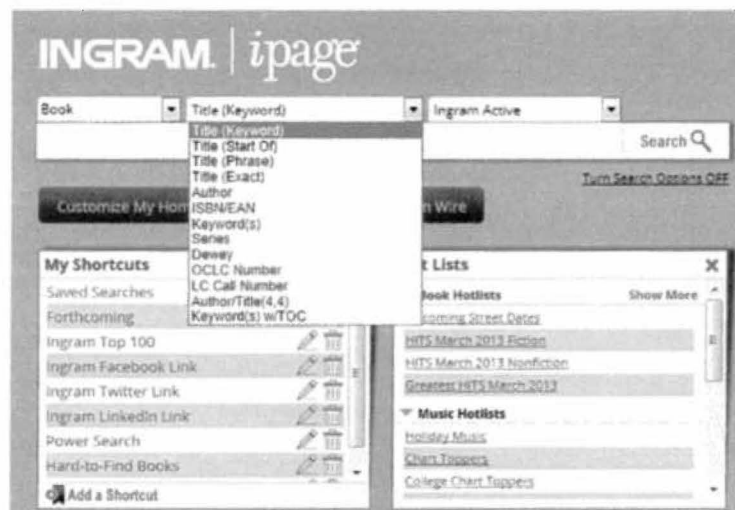 INGRAM | ipage
Book Title (Keyword) Ingram Active
Title (Keyword)
Title (Start Of)
Title (Phrase)
Title (Exact)
Author
ISBN/EAN
Keyword(s)
Series
Dewey
OCLC Number
LC Call Number
Author/Title(4,4)
Keyword(s) w/TOC
Search
Turn Search Options OFF
Customize My Hom
n Wire
My Shortcuts
Saved Searches
Forthcoming
Ingram Top 100
Ingram Facebook Link
Ingram Twitter Link
Ingram LinkedIn Link
Power Search
Hard-to-Find Books
Add a Shortcut
t Lists
Book Hotlists Show More
coming Street Dates
HITS March 2013 Fiction
HITS March 2013 Nonfiction
Greatest HITS March 2013
Music Hotlists
Holiday Music
Chart Toppers
College Chart Toppers